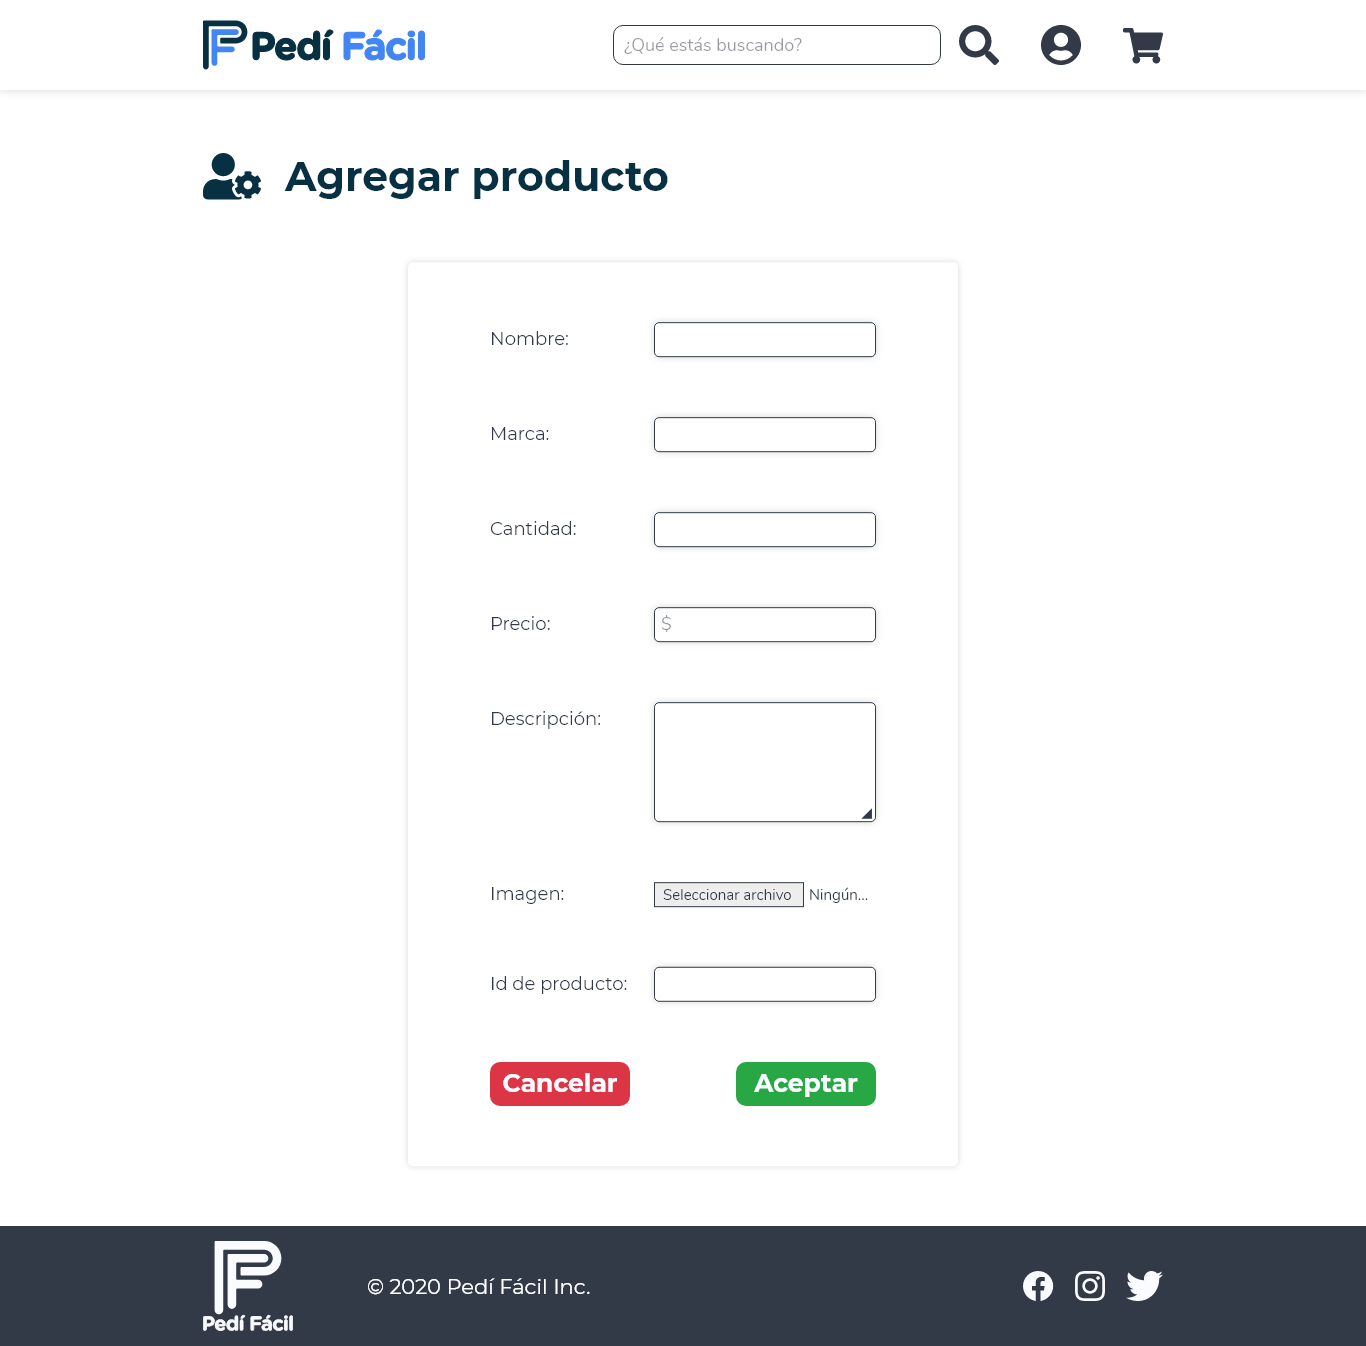 Pedí Fácil
¿Qué estás buscando?
Agregar producto
Nombre:
Marca:
Cantidad:
Precio:
$
Descripción:
Imagen:
Seleccionar archivo Ningún...
Id de producto:
Cancelar
Aceptar
Pedí Fácil
© 2020 Pedí Fácil Inc.